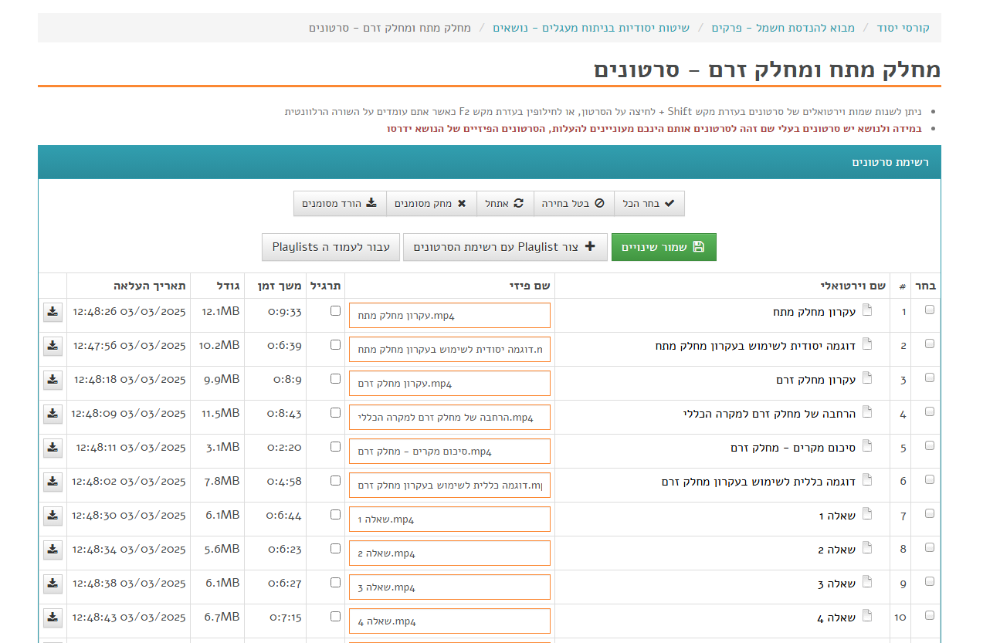 קורסי יסוד / מבוא להנדסת חשמל - פרקים / שיטות יסודיות בניתוח מעגלים - נושאים / מחלק מתח ומחלק זרם - סרטונים
מחלק מתח ומחלק זרם - סרטונים
ניתן לשנות שמות וירטואלים של סרטונים בעזרת מקש Shift + לחיצה על הסרטון, או לחילופין בעזרת מקש F2 כאשר אתם עומדים על השורה הרלוונטית
במידה ולנושא יש סרטונים בעלי שם זהה לסרטונים אותם הינכם מעוניינים להעלות, הסרטונים הפיזיים של הנושא ידרסו
רשימת סרטונים
בחר הכל בטל בחירה אתחל מחק מסומנים הורד מסומנים
שמור שינויים צור Playlist עם רשימת הסרטונים עבור לעמוד ה Playlists
בחר # שם וירטואלי שם פיזי תרגיל משך זמן גודל תאריך העלאה
1 עקרון מחלק מתח עקרון מחלק מתח.mp4 0:9:33 12.1MB 03/03/2025 12:48:26
2 דוגמה יסודית לשימוש בעקרון מחלק מתח דוגמה יסודית לשימוש בעקרון מחלק מתח.m 0:6:39 10.2MB 03/03/2025 12:47:56
3 עקרון מחלק זרם עקרון מחלק זרם.mp4 0:8:9 9.9MB 03/03/2025 12:48:18
4 הרחבה של מחלק זרם למקרה הכללי הרחבה של מחלק זרם למקרה הכללי.mp4 0:8:43 11.5MB 03/03/2025 12:48:09
5 סיכום מקרים - מחלק זרם סיכום מקרים - מחלק זרם.mp4 0:2:20 3.1MB 03/03/2025 12:48:11
6 דוגמה כללית לשימוש בעקרון מחלק זרם דוגמה כללית לשימוש בעקרון מחלק זרם.mp 0:4:58 7.8MB 03/03/2025 12:48:02
7 שאלה 1 שאלה 1.mp4 0:6:44 6.1MB 03/03/2025 12:48:30
8 שאלה 2 שאלה 2.mp4 0:6:23 5.6MB 03/03/2025 12:48:34
9 שאלה 3 שאלה 3.mp4 0:6:27 6.1MB 03/03/2025 12:48:38
10 שאלה 4 שאלה 4.mp4 0:7:15 6.7MB 03/03/2025 12:48:43